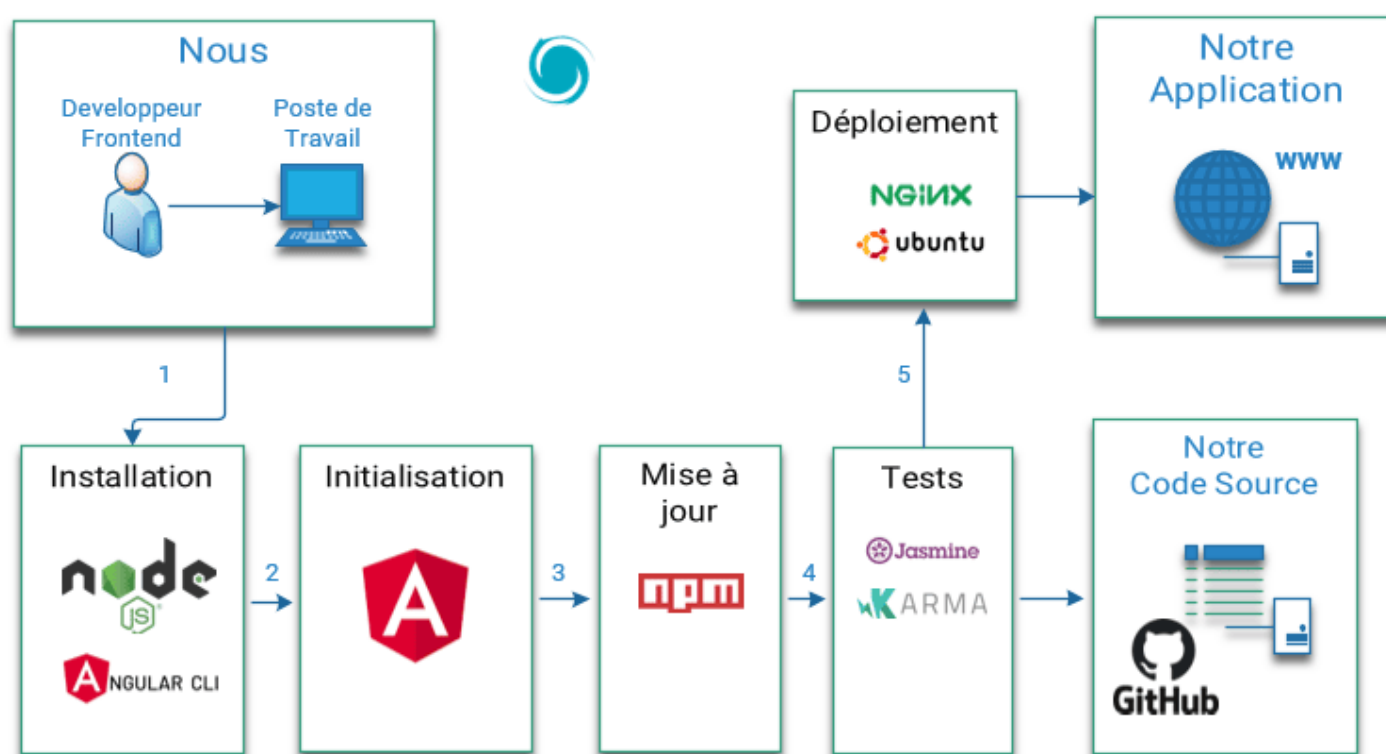 Nous
Developpeur
Frontend
Poste de
Travail
Déploiement
NGINX
ubuntu
Notre
Application
www
1
5
Installation
node
JS
ANGULAR CLI
2
Initialisation
A
3
Mise à
jour
npm
4
Tests
Jasmine
KARMA
Notre
Code Source
GitHub